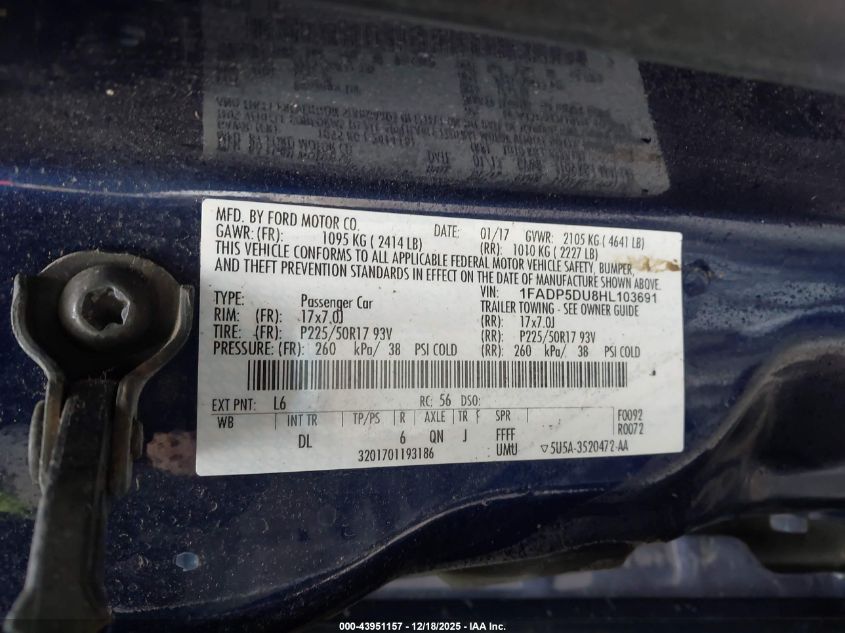 MFD. BY FORD MOTOR CO. DATE: 01/17 GVWR: 2105 KG ( 4641 LB)
GAWR: (FR): 1095 KG ( 2414 LB) (RR): 1010 KG ( 2227 LB)
THIS VEHICLE CONFORMS TO ALL APPLICABLE FEDERAL MOTOR VEHICLE SAFETY, BUMPER,
AND THEFT PREVENTION STANDARDS IN EFFECT ON THE DATE OF MANUFACTURE SHOWN ABOVE.
VIN: 1FADP5DU8HL103691
TYPE: Passenger Car TRAILER TOWING - SEE OWNER GUIDE
RIM: (FR): 17x7.0J (RR): 17x7.0J
TIRE: (FR): P225/50R17 93V (RR): P225/50R17 93V
PRESSURE: (FR): 260 kPa/ 38 PSI COLD (RR): 260 kPa/ 38 PSI COLD
EXT PNT: L6 RC: 56 DSO:
WB INT TR TP/PS R AXLE TR F SPR F0092
DL 6 QN J FFFF R0072
3201701193186 UMU ▽5U5A-3520472-AA
000-43951157 - 12/18/2025 - IAA Inc.